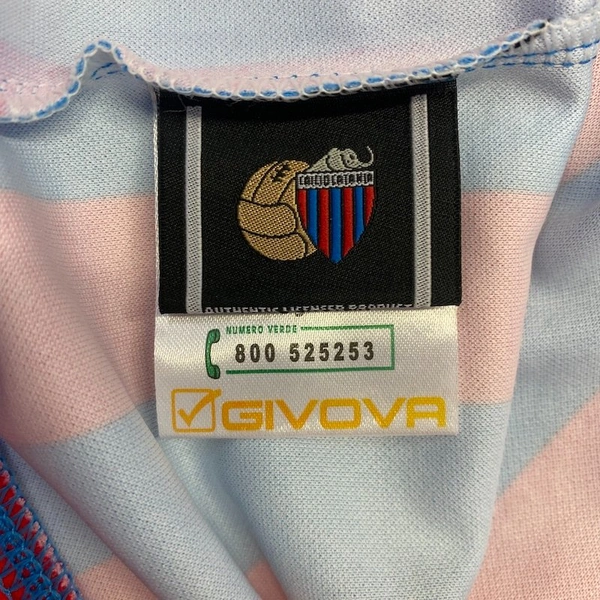 CALCIO CATANIA
AUTHENTIC LICENSED PRODUCT
NUMERO VERDE
800 525253
GIVOVA